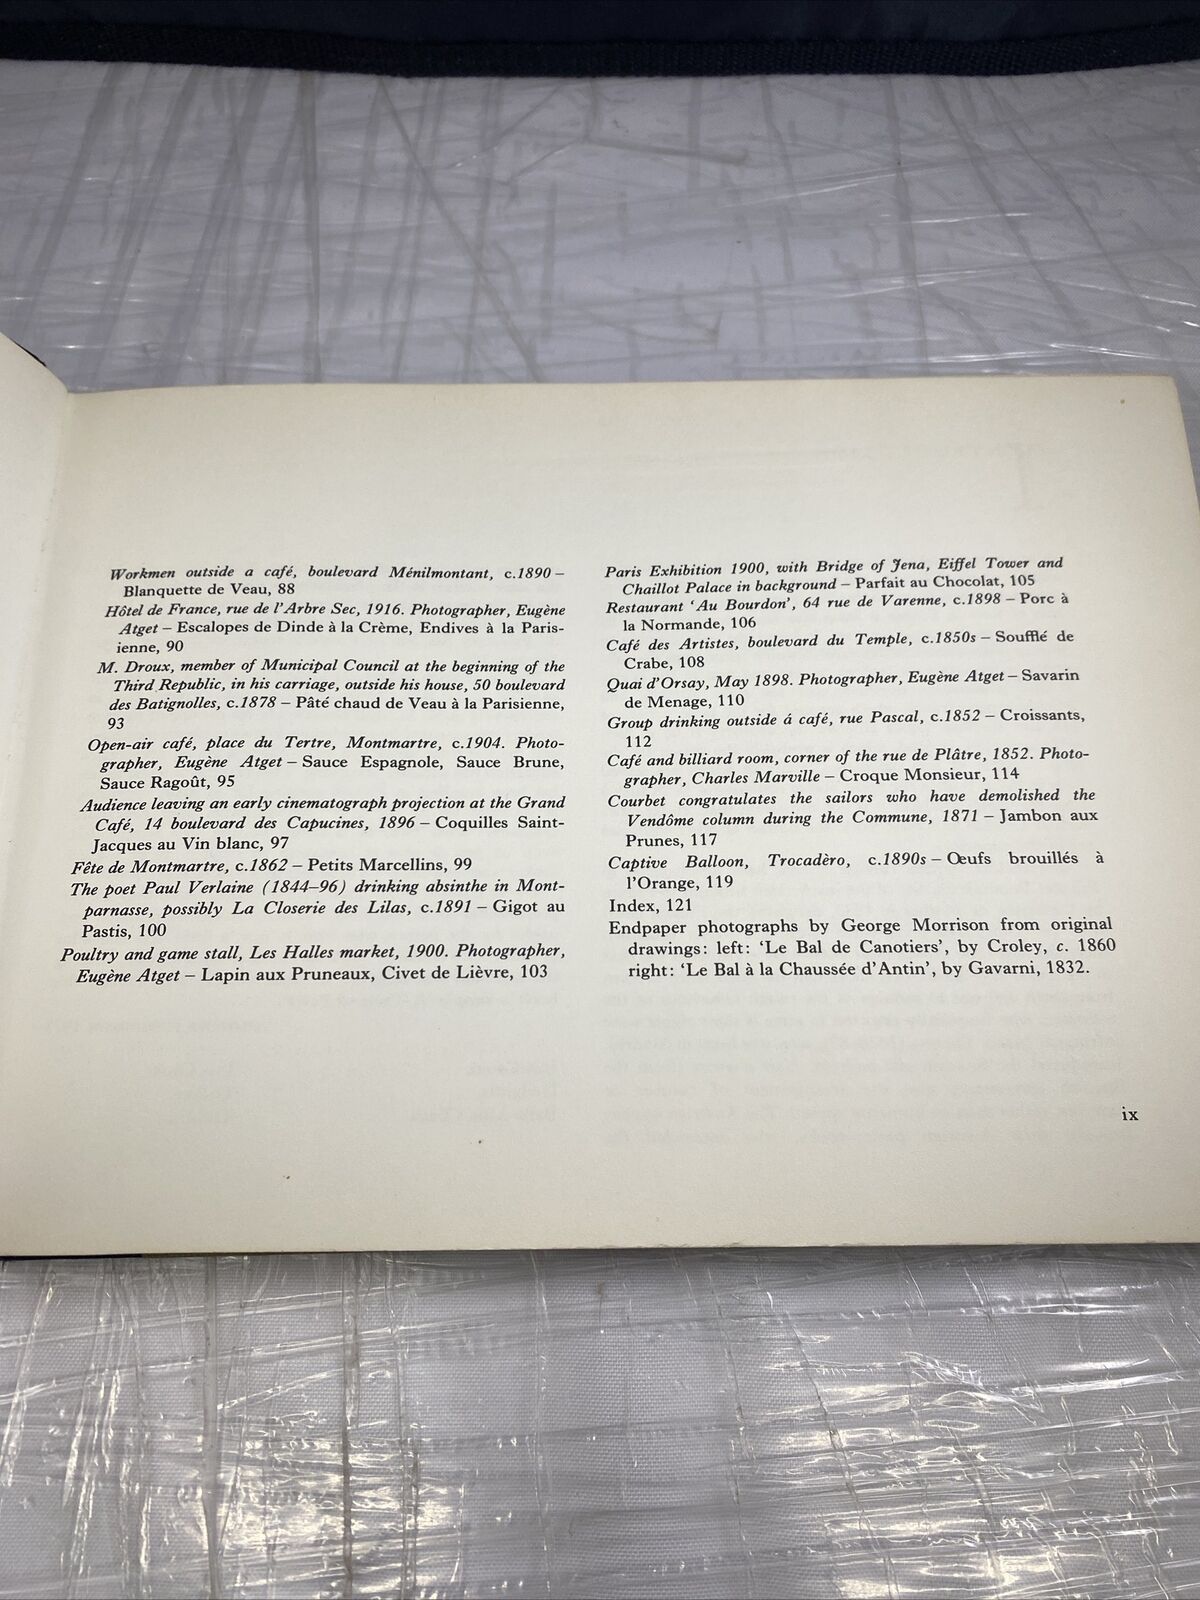 Workmen outside a café, boulevard Ménilmontant, c.1890 –
Blanquette de Veau, 88
Hôtel de France, rue de l'Arbre Sec, 1916. Photographer, Eugène
Atget – Escalopes de Dinde à la Crème, Endives à la Paris-
ienne, 90
M. Droux, member of Municipal Council at the beginning of the
Third Republic, in his carriage, outside his house, 50 boulevard
des Batignolles, c.1878 – Pâté chaud de Veau à la Parisienne,
93
Open-air café, place du Tertre, Montmartre, c.1904. Photo-
grapher, Eugène Atget – Sauce Espagnole, Sauce Brune,
Sauce Ragoût, 95
Audience leaving an early cinematograph projection at the Grand
Café, 14 boulevard des Capucines, 1896 – Coquilles Saint-
Jacques au Vin blanc, 97
Fête de Montmartre, c.1862 – Petits Marcellins, 99
The poet Paul Verlaine (1844–96) drinking absinthe in Mont-
parnasse, possibly La Closerie des Lilas, c.1891 – Gigot au
Pastis, 100
Poultry and game stall, Les Halles market, 1900. Photographer,
Eugène Atget – Lapin aux Pruneaux, Civet de Lièvre, 103
Paris Exhibition 1900, with Bridge of Jena, Eiffel Tower and
Chaillot Palace in background – Parfait au Chocolat, 105
Restaurant ‘Au Bourdon’, 64 rue de Varenne, c.1898 – Porc à
la Normande, 106
Café des Artistes, boulevard du Temple, c.1850s – Soufflé de
Crabe, 108
Quai d'Orsay, May 1898. Photographer, Eugène Atget – Savarin
de Menage, 110
Group drinking outside á café, rue Pascal, c.1852 – Croissants,
112
Café and billiard room, corner of the rue de Plâtre, 1852. Photo-
grapher, Charles Marville – Croque Monsieur, 114
Courbet congratulates the sailors who have demolished the
Vendôme column during the Commune, 1871 – Jambon aux
Prunes, 117
Captive Balloon, Trocadèro, c.1890s – Œufs brouillés à
l'Orange, 119
Index, 121
Endpaper photographs by George Morrison from original
drawings: left: ‘Le Bal de Canotiers’, by Croley, c. 1860
right: ‘Le Bal à la Chaussée d'Antin’, by Gavarni, 1832.
ix